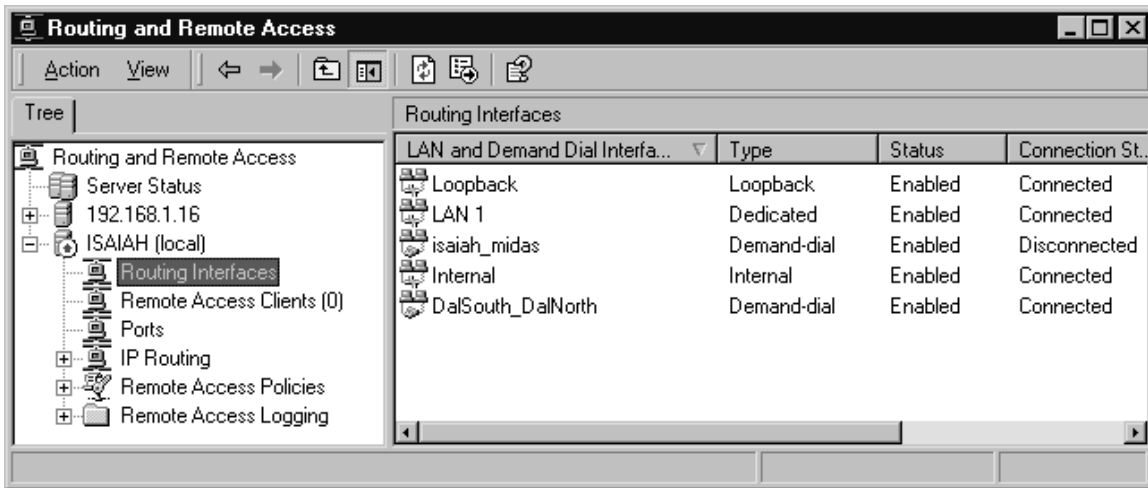 Routing and Remote Access
Action View
Tree
Routing and Remote Access
Server Status
192.168.1.16
ISAIAH (local)
Routing Interfaces
Remote Access Clients (0)
Ports
IP Routing
Remote Access Policies
Remote Access Logging
Routing Interfaces
LAN and Demand Dial Interfa... Type Status Connection St...
Loopback Loopback Enabled Connected
LAN 1 Dedicated Enabled Connected
isaiah_midas Demand-dial Enabled Disconnected
Internal Internal Enabled Connected
DalSouth_DalNorth Demand-dial Enabled Connected